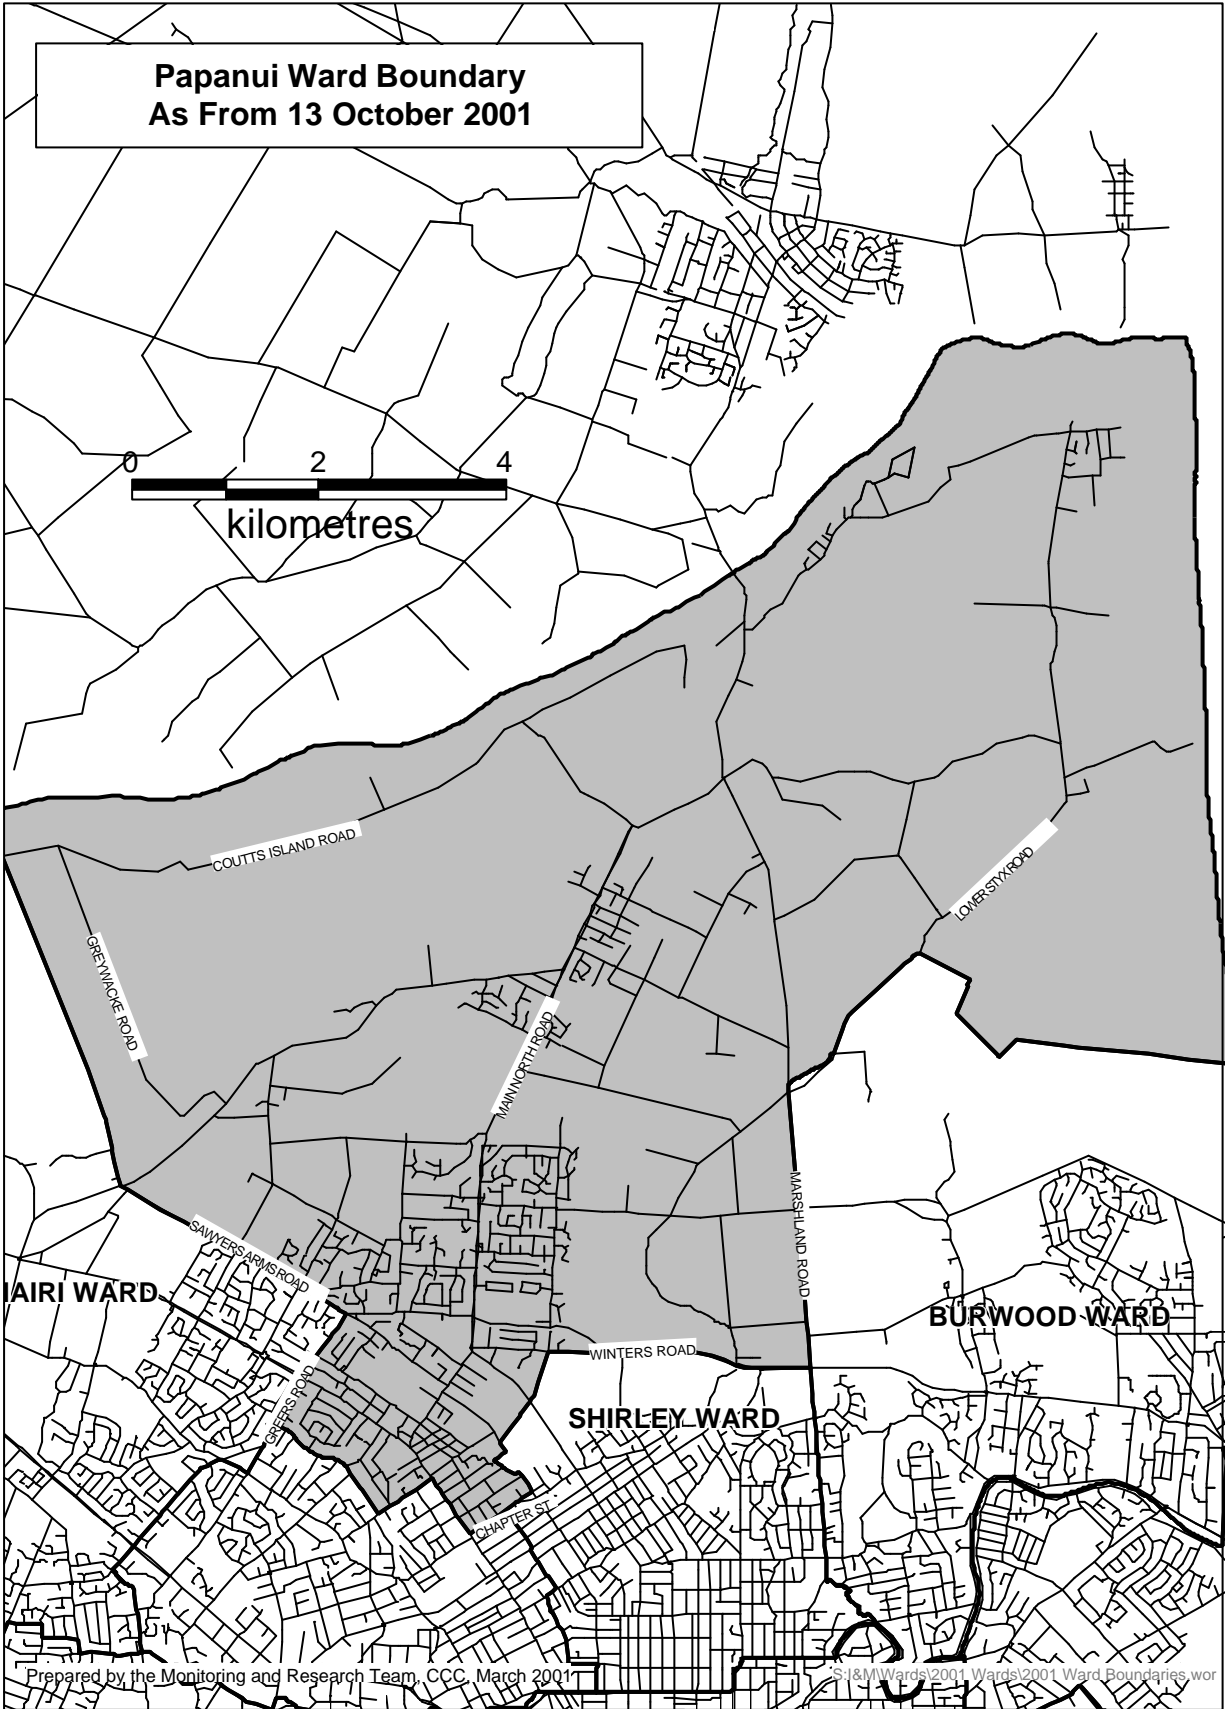 Papanui Ward Boundary
As From 13 October 2001
0 2 4
kilometres
COUTTS ISLAND ROAD
LOWER STYX ROAD
GREYWACKE ROAD
MAIN NORTH ROAD
MARSHLAND ROAD
SAWYERS ARMS ROAD
IAIRI WARD
BURWOOD WARD
WINTERS ROAD
GREERS ROAD
SHIRLEY WARD
CHAPTER ST
Prepared by the Monitoring and Research Team, CCC, March 2001
S:I&M\Wards\2001 Wards\2001 Ward Boundaries.wor